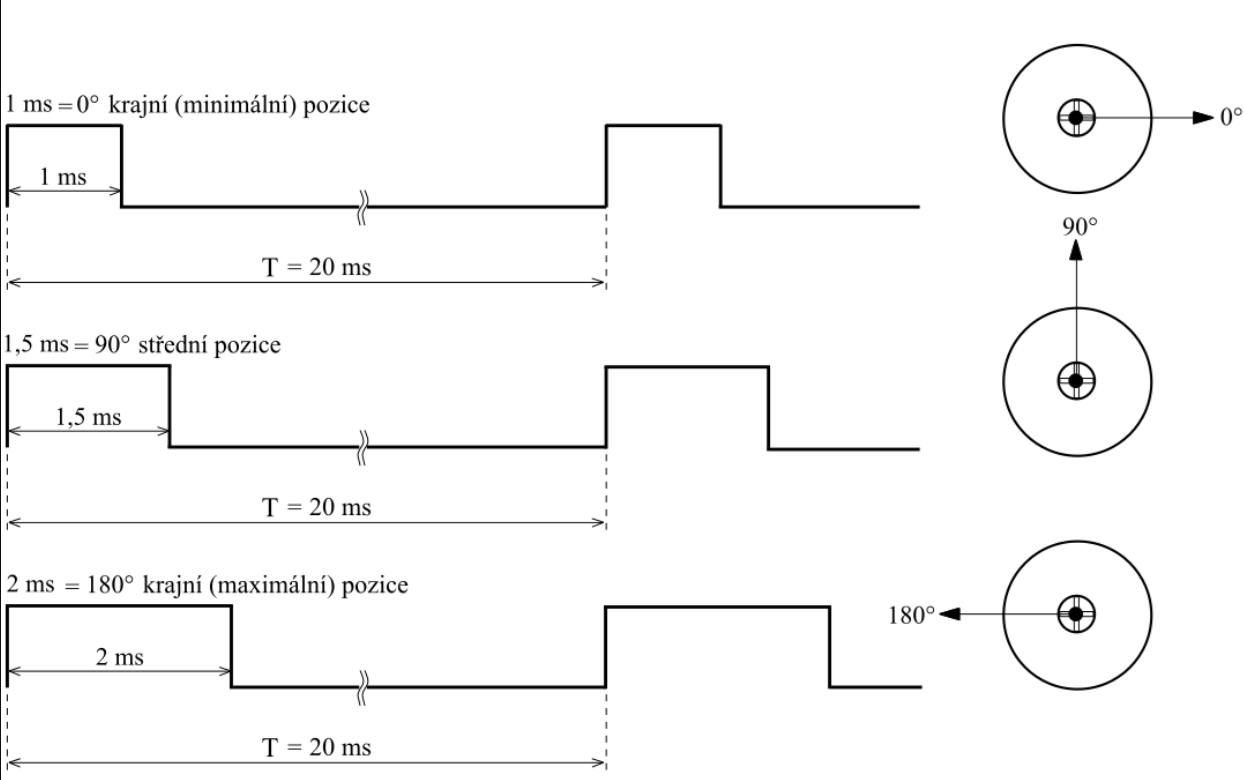 1 ms = 0° krajní (minimální) pozice
1 ms
T = 20 ms
0°
90°
1,5 ms = 90° střední pozice
1,5 ms
T = 20 ms
2 ms = 180° krajní (maximální) pozice
2 ms
T = 20 ms
180°